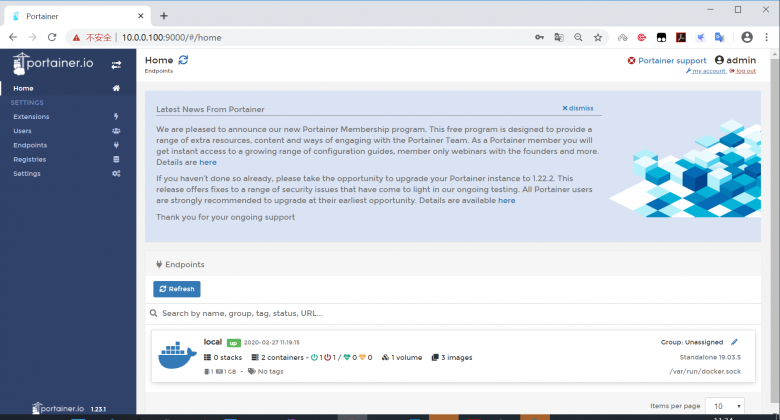 Portainer
不安全 | 10.0.0.100:9000/#/home
portainer.io
Home
SETTINGS
Extensions
Users
Endpoints
Registries
Settings
portainer.io 1.23.1
Home
Endpoints
Portainer support admin
my account log out
Latest News From Portainer
dismiss
We are pleased to announce our new Portainer Membership program. This free program is designed to provide a
range of extra resources, content and ways of engaging with the Portainer Team. As a Portainer member you will
get instant access to a growing range of configuration guides, member only webinars with the founders and more.
Details are here
If you haven't done so already, please take the opportunity to upgrade your Portainer instance to 1.22.2. This
release offers fixes to a range of security issues that have come to light in our ongoing testing. All Portainer users
are strongly recommended to upgrade at their earliest opportunity. Details are available here
Thank you for your ongoing support
Endpoints
Refresh
Search by name, group, tag, status, URL...
local up 2020-02-27 11:19:15 Group: Unassigned
0 stacks 2 containers - 1 1 / 0 0 1 volume 3 images Standalone 19.03.5
1 1 GB - No tags /var/run/docker.sock
Items per page 10